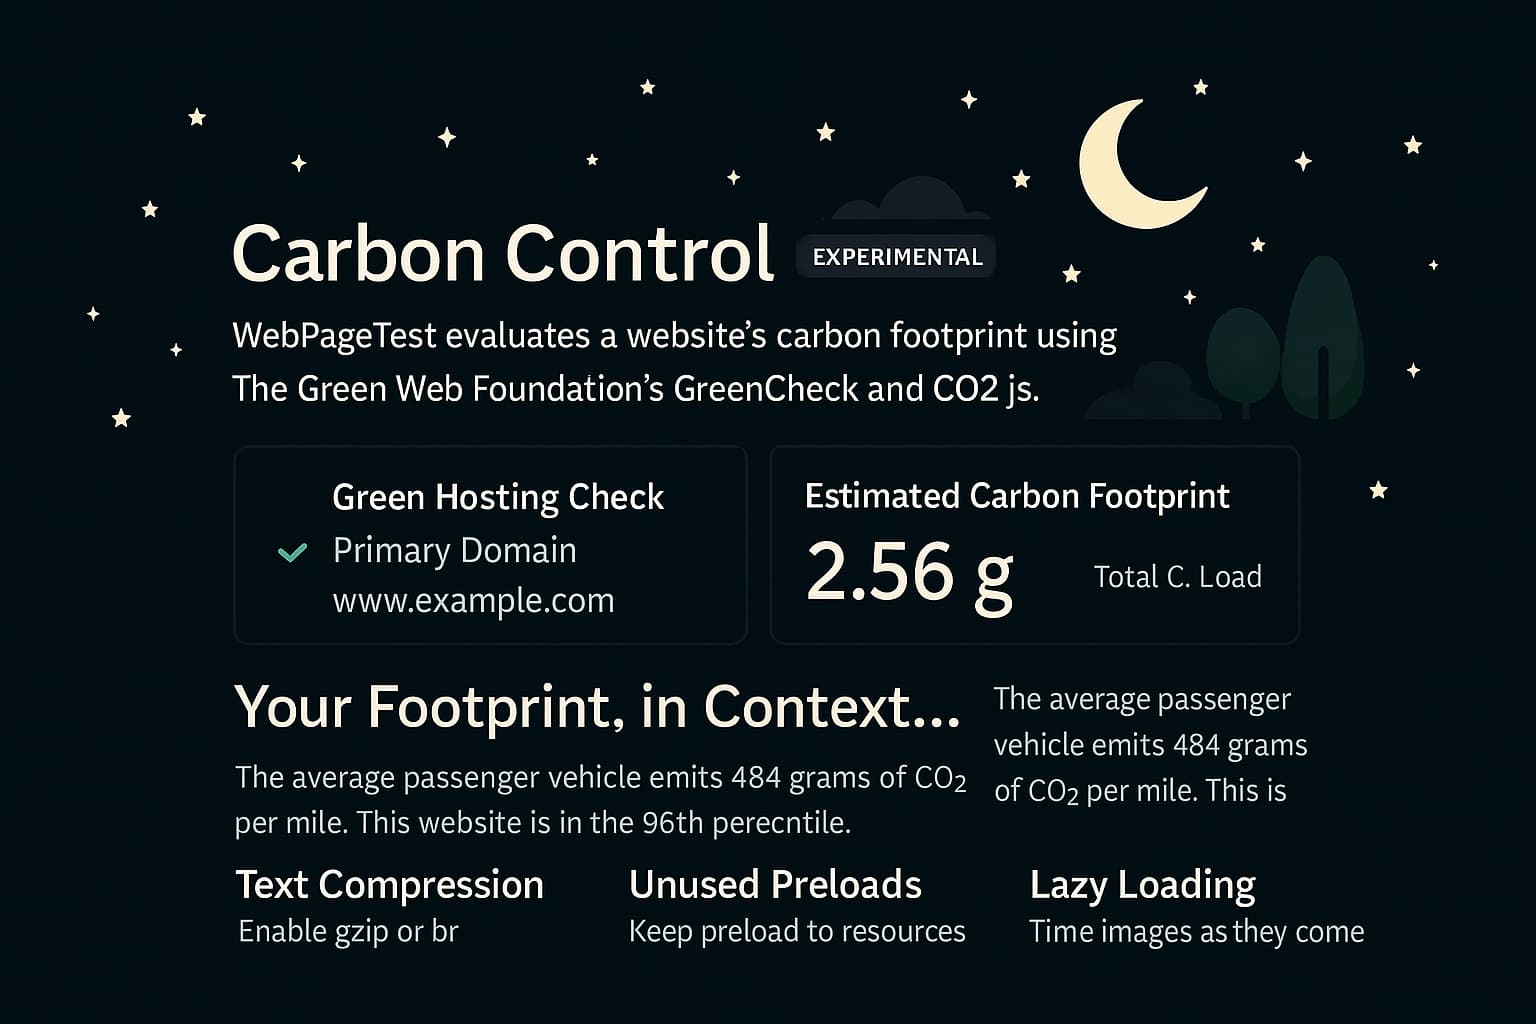 Carbon Control
EXPERIMENTAL
WebPageTest evaluates a website’s carbon footprint using
The Green Web Foundation’s GreenCheck and CO2 js.
Green Hosting Check
Primary Domain
www.example.com
Estimated Carbon Footprint
2.56 g
Total C. Load
Your Footprint, in Context...
The average passenger vehicle emits 484 grams of CO₂
per mile. This website is in the 96th perecntile.
The average passenger
vehicle emits 484 grams
of CO₂ per mile. This is
Text Compression
Enable gzip or br
Unused Preloads
Keep preload to resources
Lazy Loading
Time images as they come